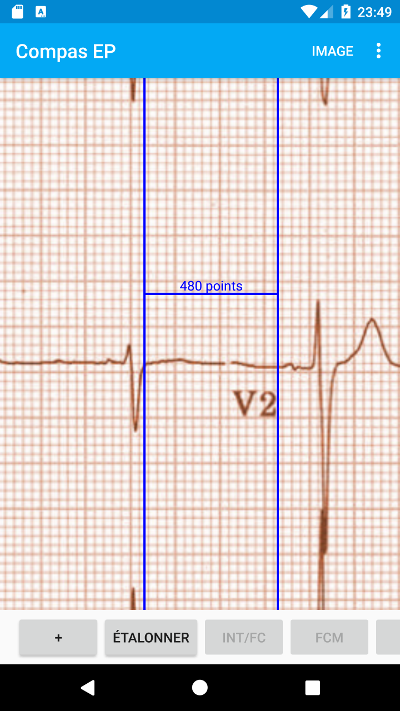 23:49
Compas EP
IMAGE
480 points
V2
+
ÉTALONNER
INT/FC
FCM